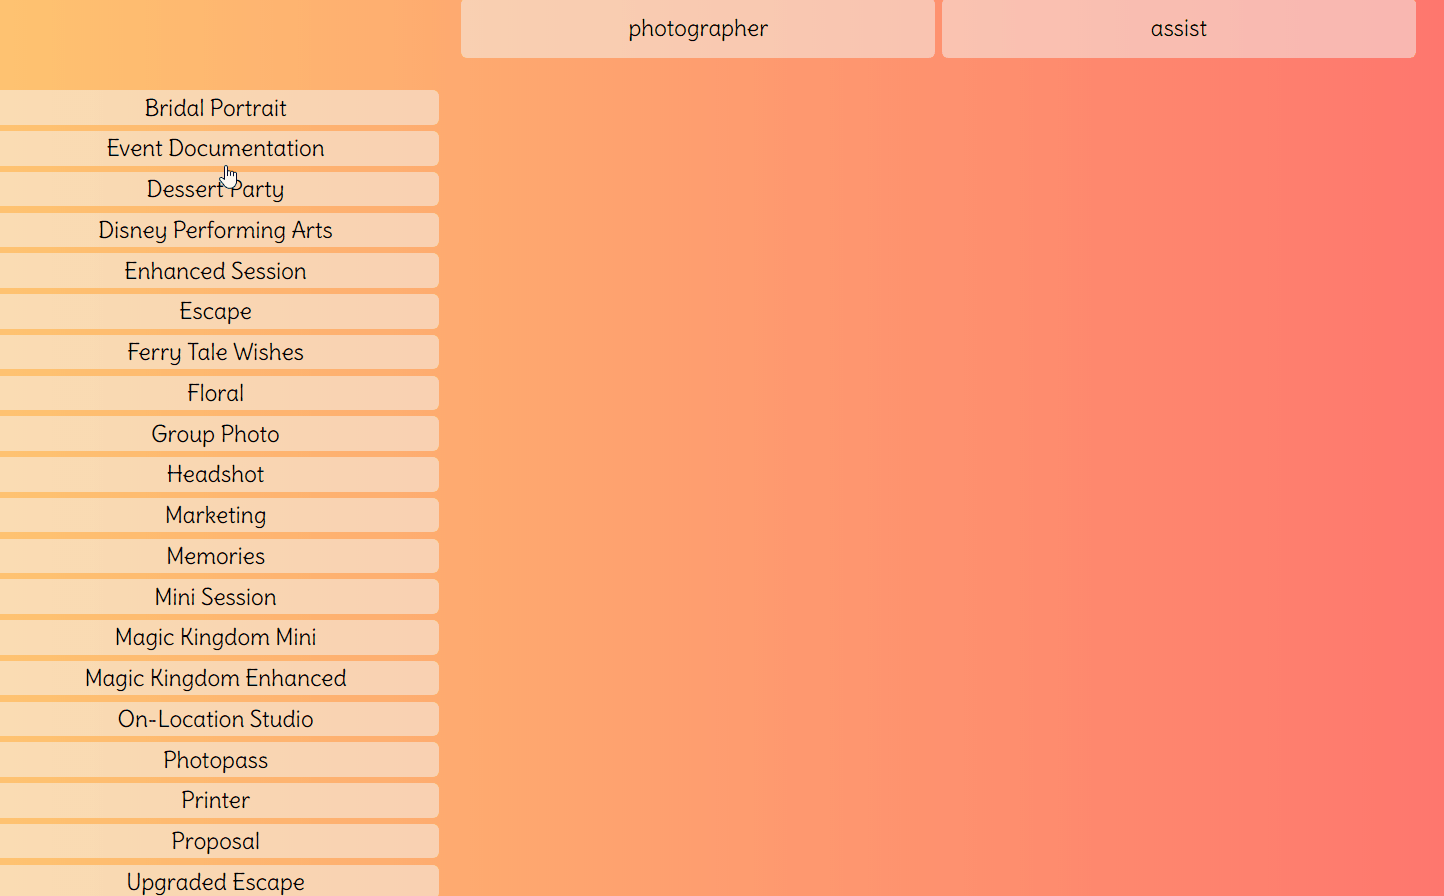 photographer
assist
Bridal Portrait
Event Documentation
Dessert Party
Disney Performing Arts
Enhanced Session
Escape
Ferry Tale Wishes
Floral
Group Photo
Headshot
Marketing
Memories
Mini Session
Magic Kingdom Mini
Magic Kingdom Enhanced
On-Location Studio
Photopass
Printer
Proposal
Upgraded Escape